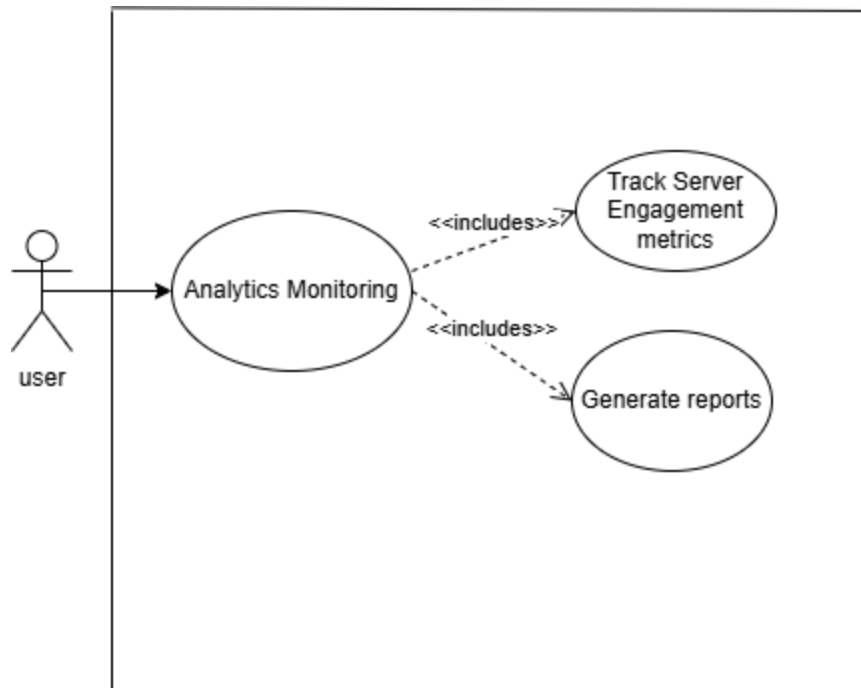 Track Server
Engagement
metrics
<<includes>>
Analytics Monitoring
<<includes>>
user
Generate reports